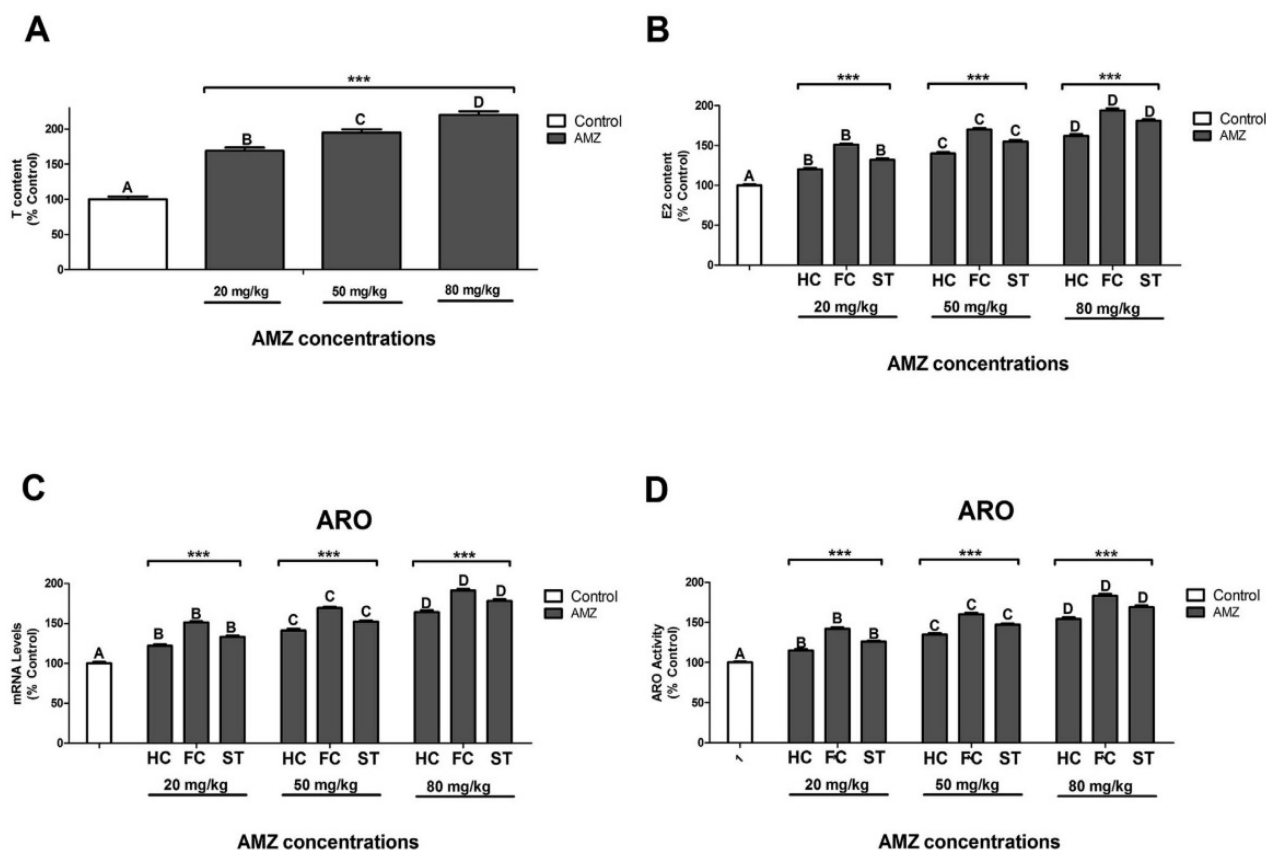 A
***
D
C
B
A
Control
AMZ
T content
(% Control)
200
150
100
50
0
20 mg/kg 50 mg/kg 80 mg/kg
AMZ concentrations
B
*** *** ***
D
D
C
C
D
B
C
B
B
A
Control
AMZ
E2 content
(% Control)
200
150
100
50
0
HC FC ST HC FC ST HC FC ST
20 mg/kg 50 mg/kg 80 mg/kg
AMZ concentrations
C
ARO
*** *** ***
D
D
C
D
B
C
C
B
B
A
Control
AMZ
mRNA Levels
(% Control)
200
150
100
50
0
HC FC ST HC FC ST HC FC ST
20 mg/kg 50 mg/kg 80 mg/kg
AMZ concentrations
D
ARO
*** *** ***
D
D
C
D
B
C
C
B
B
A
Control
AMZ
ARO Activity
(% Control)
200
150
100
50
0
HC FC ST HC FC ST HC FC ST
20 mg/kg 50 mg/kg 80 mg/kg
AMZ concentrations